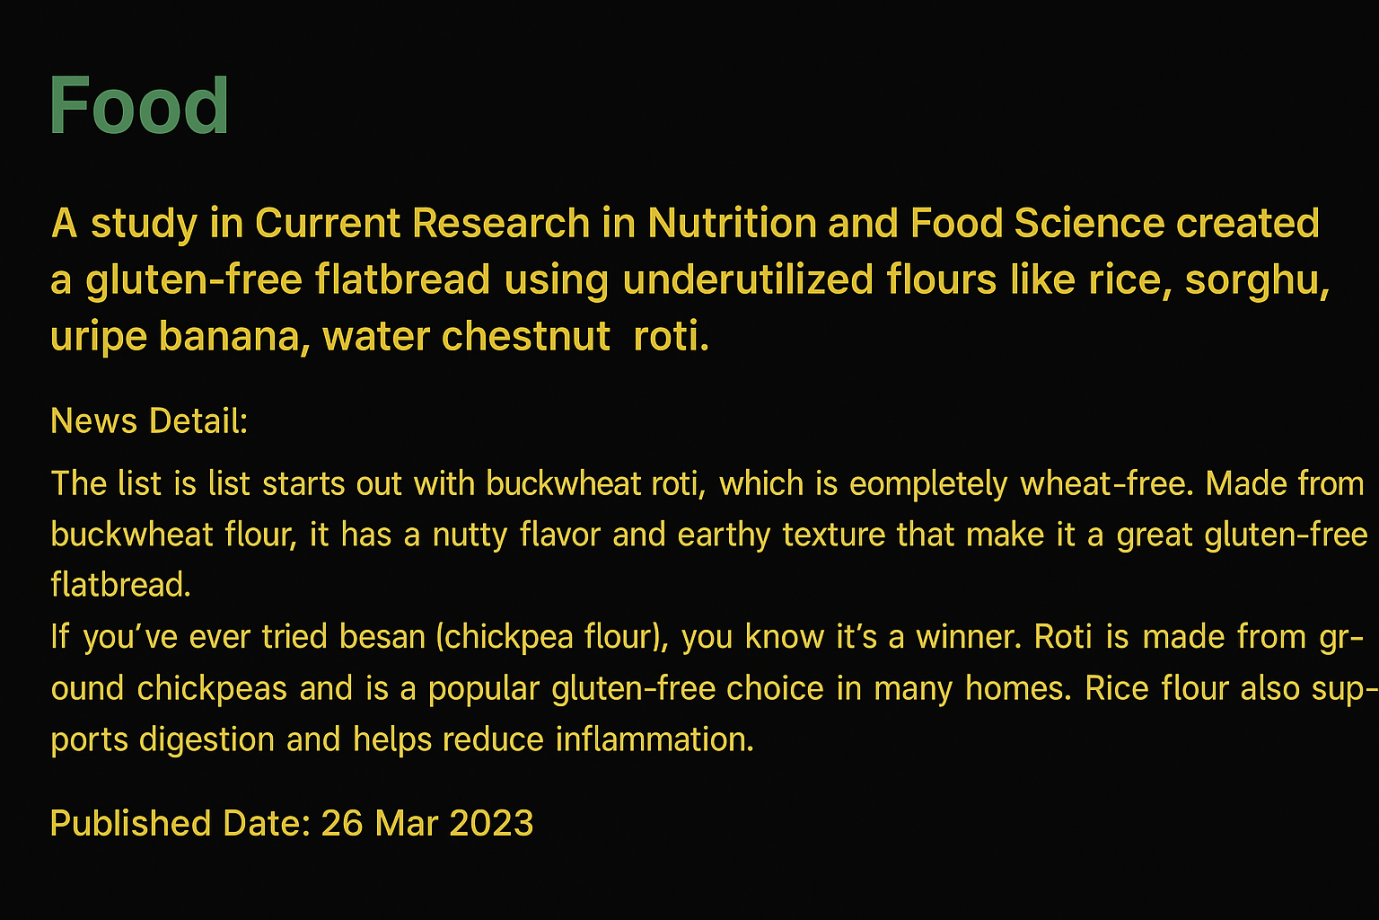 Food
A study in Current Research in Nutrition and Food Science created
a gluten-free flatbread using underutilized flours like rice, sorghu,
uripe banana, water chestnut roti.
News Detail:
The list is list starts out with buckwheat roti, which is eompletely wheat-free. Made from
buckwheat flour, it has a nutty flavor and earthy texture that make it a great gluten-free
flatbread.
If you’ve ever tried besan (chickpea flour), you know it’s a winner. Roti is made from gr-
ound chickpeas and is a popular gluten-free choice in many homes. Rice flour also sup-
ports digestion and helps reduce inflammation.
Published Date: 26 Mar 2023